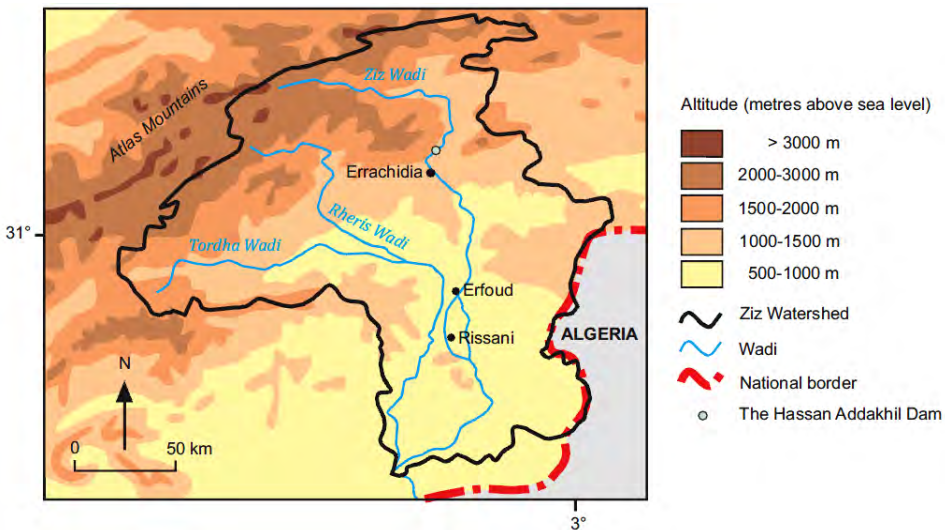 Ziz Wadi
Atlas Mountains
Errachidia
31°
Rheris Wadi
Tordha Wadi
Erfoud
Rissani
ALGERIA
N
0 50 km
3°
Altitude (metres above sea level)
> 3000 m
2000-3000 m
1500-2000 m
1000-1500 m
500-1000 m
Ziz Watershed
Wadi
National border
The Hassan Addakhil Dam